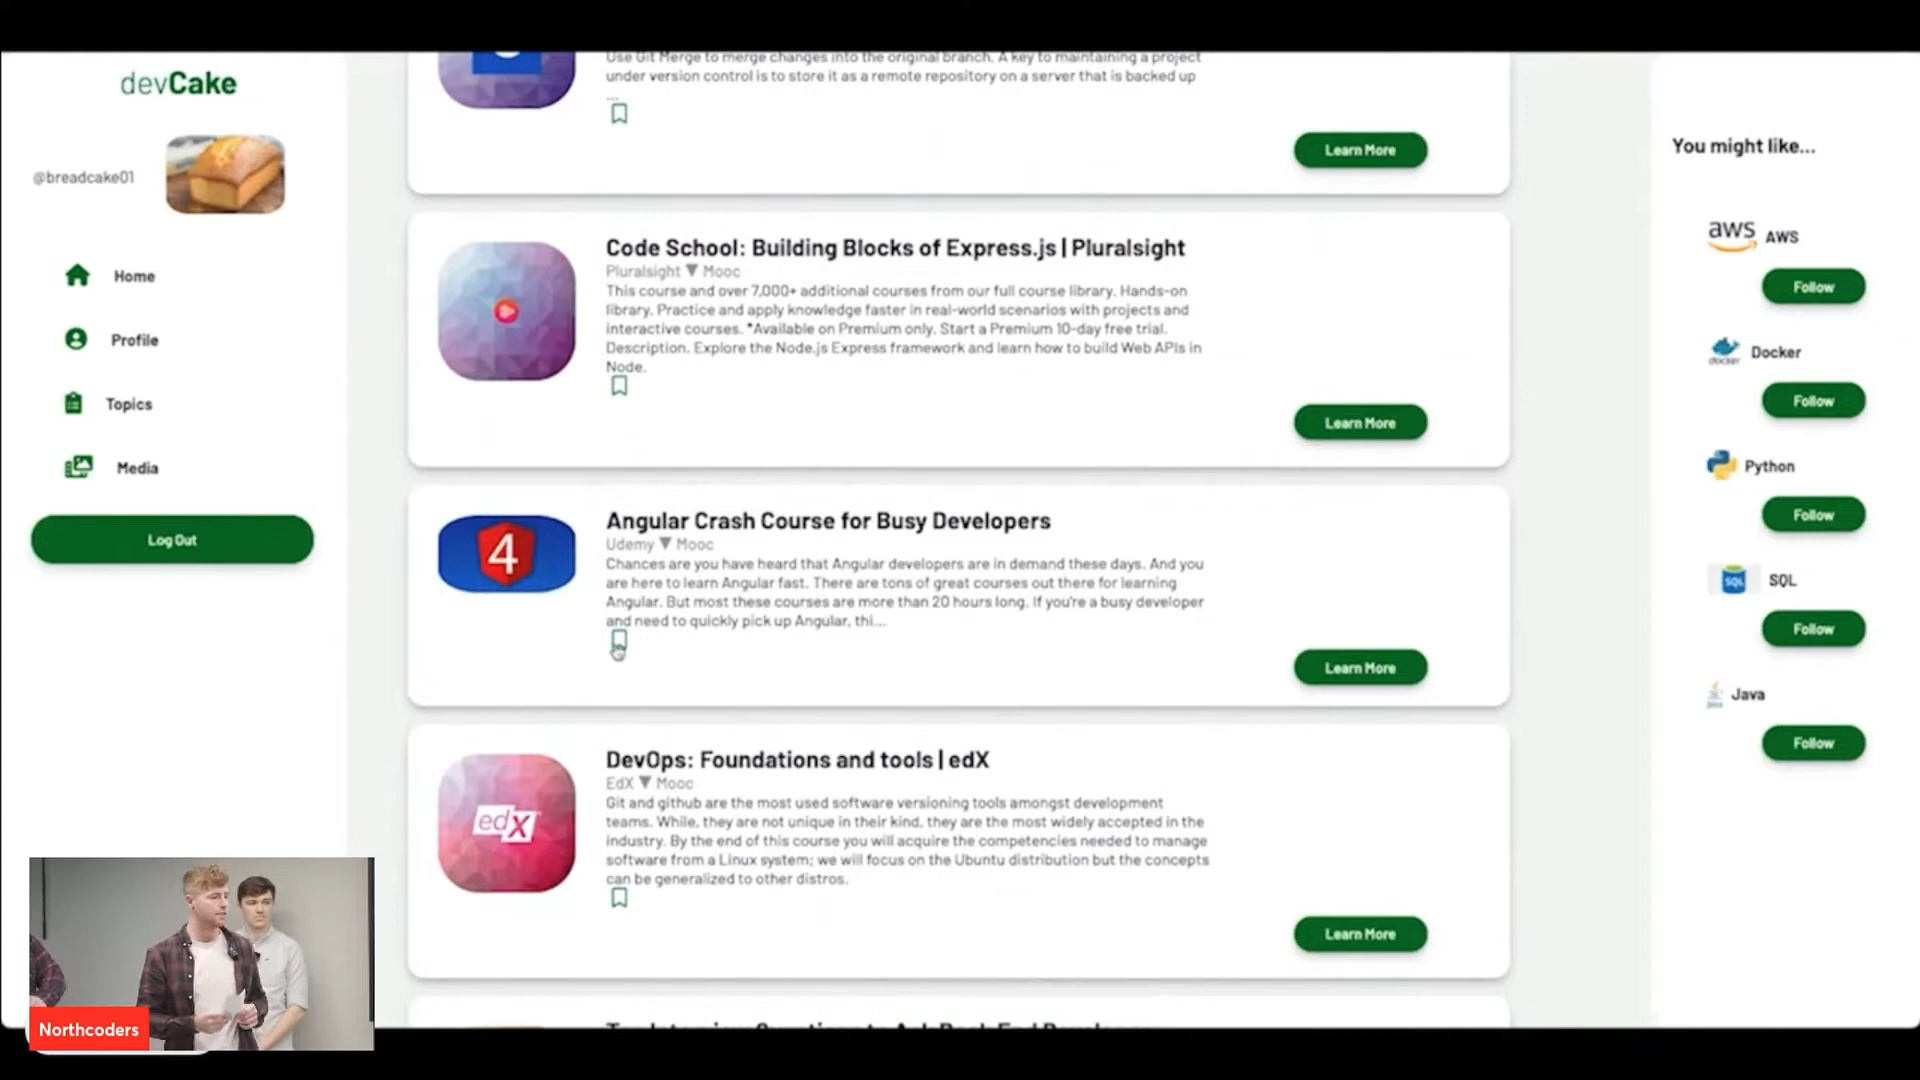 devCake
@breadcake01
Home
Profile
Topics
Media
Log Out
Use Git Merge to merge changes into the original branch. A key to maintaining a project
under version control is to store it as a remote repository on a server that is backed up
...
Learn More
Code School: Building Blocks of Express.js | Pluralsight
Pluralsight ▼ Mooc
This course and over 7,000+ additional courses from our full course library. Hands-on
library. Practice and apply knowledge faster in real-world scenarios with projects and
interactive courses. *Available on Premium only. Start a Premium 10-day free trial.
Description. Explore the Node.js Express framework and learn how to build Web APIs in
Node.
Learn More
4
Angular Crash Course for Busy Developers
Udemy ▼ Mooc
Chances are you have heard that Angular developers are in demand these days. And you
are here to learn Angular fast. There are tons of great courses out there for learning
Angular. But most these courses are more than 20 hours long. If you're a busy developer
and need to quickly pick up Angular, thi...
Learn More
edX
DevOps: Foundations and tools | edX
EdX ▼ Mooc
Git and github are the most used software versioning tools amongst development
teams. While, they are not unique in their kind, they are the most widely accepted in the
industry. By the end of this course you will acquire the competencies needed to manage
software from a Linux system; we will focus on the Ubuntu distribution but the concepts
can be generalized to other distros.
Learn More
You might like...
aws AWS
Follow
docker Docker
Follow
Python
Follow
SQL SQL
Follow
Java
Follow
Northcoders